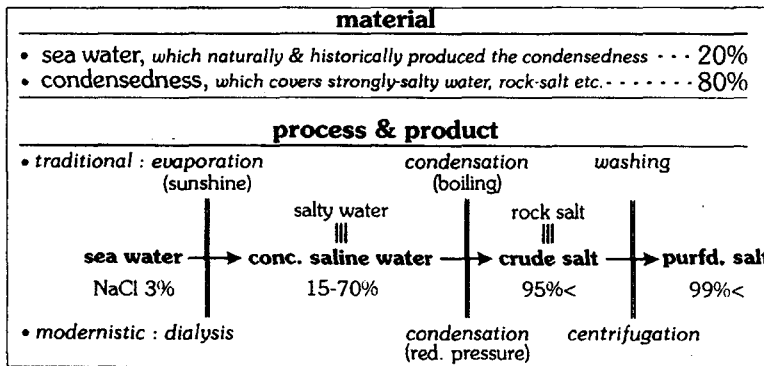 material
• sea water, which naturally & historically produced the condensedness ··· 20%
• condensedness, which covers strongly-salty water, rock-salt etc.······· 80%
process & product
• traditional : evaporation condensation washing
(sunshine) (boiling)
salty water rock salt
sea water conc. saline water crude salt purfd. salt
NaCl 3% 15-70% 95%< 99%<
• modernistic : dialysis condensation centrifugation
(red. pressure)